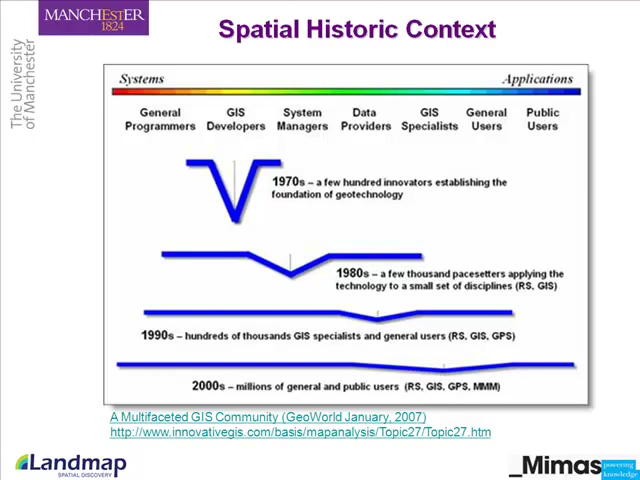 MANCHESTER
1824
The University
of Manchester
Spatial Historic Context
Systems
Applications
General Programmers
GIS Developers
System Managers
Data Providers
GIS Specialists
General Users
Public Users
1970s – a few hundred innovators establishing the
foundation of geotechnology
1980s – a few thousand pacesetters applying the
technology to a small set of disciplines (RS, GIS)
1990s – hundreds of thousands GIS specialists and general users (RS, GIS, GPS)
2000s – millions of general and public users (RS, GIS, GPS, MMM)
A Multifaceted GIS Community (GeoWorld January, 2007)
http://www.innovativegis.com/basis/mapanalysis/Topic27/Topic27.htm
Landmap
SPATIAL DISCOVERY
_Mimas
powering
knowledge